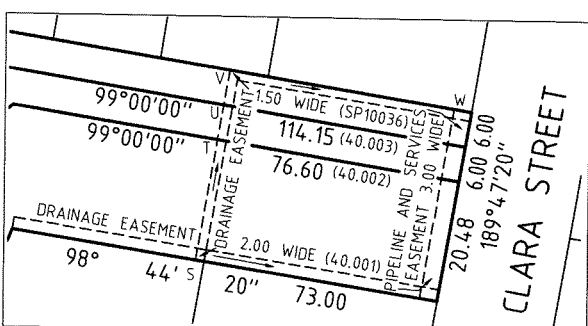 V
W
99°00'00"
U
1.50 WIDE (SP10036)
114.15 (40.003)
99°00'00"
T
76.60 (40.002)
DRAINAGE EASEMENT
PIPELINE AND SERVICES
EASEMENT 3.00 WIDE
DRAINAGE EASEMENT
2.00 WIDE (40.001)
98° 44' 20" 73.00
S
20.48 6.00 6.00
189°47'20"
CLARA STREET